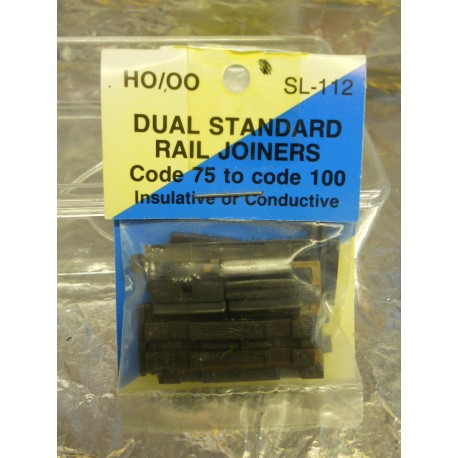 HO/OO SL-112
DUAL STANDARD
RAIL JOINERS
Code 75 to code 100
Insulative or Conductive